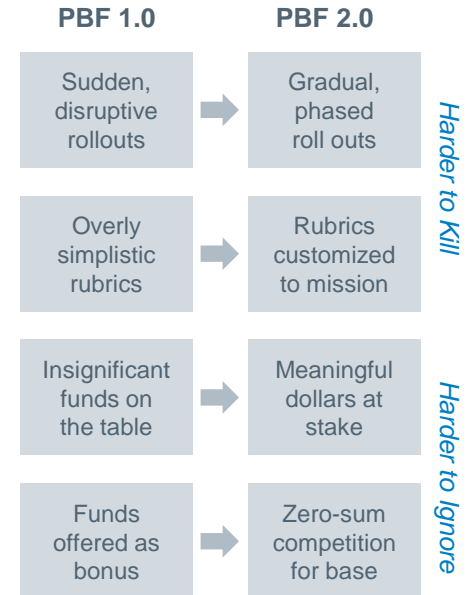 PBF 1.0
PBF 2.0
Sudden,
disruptive
rollouts
Gradual,
phased
roll outs
Overly
simplistic
rubrics
Rubrics
customized
to mission
Harder to Kill
Insignificant
funds on
the table
Meaningful
dollars at
stake
Funds
offered as
bonus
Zero-sum
competition
for base
Harder to Ignore